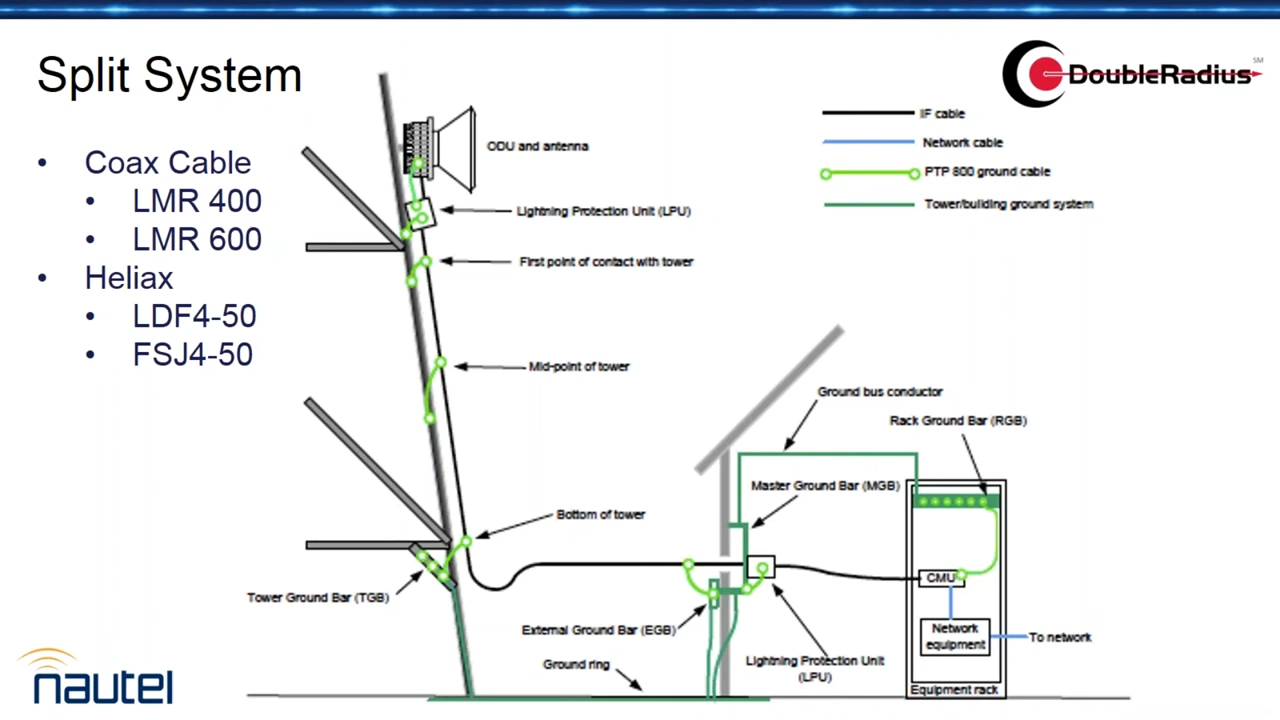 Split System
DoubleRadius
SM
• Coax Cable
• LMR 400
• LMR 600
• Heliax
• LDF4-50
• FSJ4-50
IF cable
Network cable
PTP 800 ground cable
Tower/building ground system
ODU and antenna
Lightning Protection Unit (LPU)
First point of contact with tower
Mid-point of tower
Ground bus conductor
Rack Ground Bar (RGB)
Master Ground Bar (MGB)
Bottom of tower
CMU
Tower Ground Bar (TGB)
External Ground Bar (EGB)
Network
equipment
To network
Ground ring
Lightning Protection Unit
(LPU)
Equipment rack
nautel